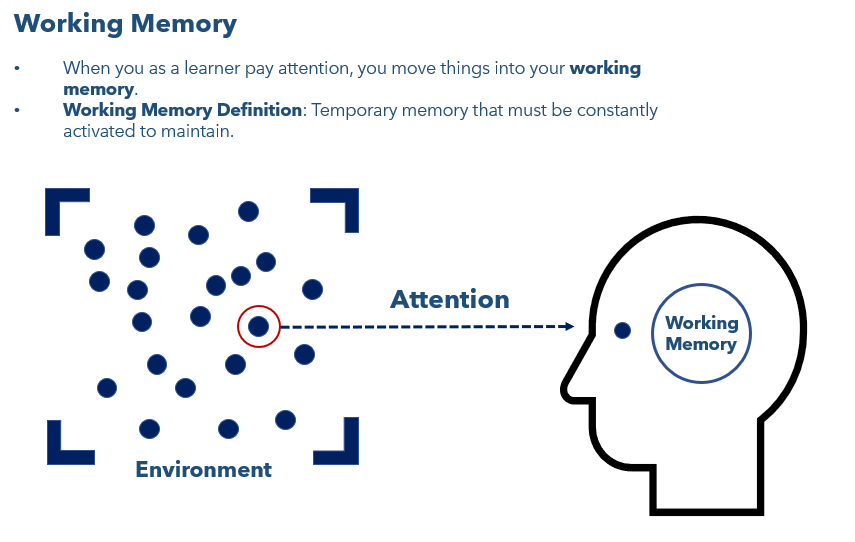 Working Memory
• When you as a learner pay attention, you move things into your working
memory.
• Working Memory Definition: Temporary memory that must be constantly
activated to maintain.
Attention
Working
Memory
Environment